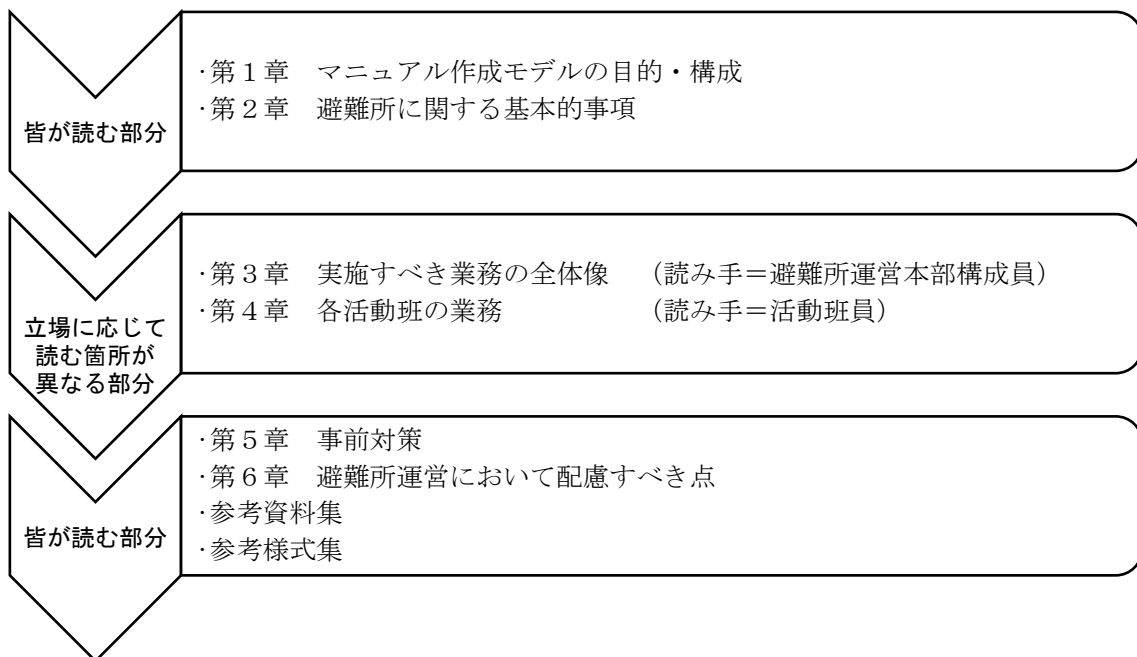 皆が読む部分
·第１章　マニュアル作成モデルの目的・構成
·第２章　避難所に関する基本的事項
立場に応じて
読む箇所が
異なる部分
·第３章　実施すべき業務の全体像　（読み手＝避難所運営本部構成員）
·第４章　各活動班の業務　（読み手＝活動班員）
皆が読む部分
·第５章　事前対策
·第６章　避難所運営において配慮すべき点
·参考資料集
·参考様式集